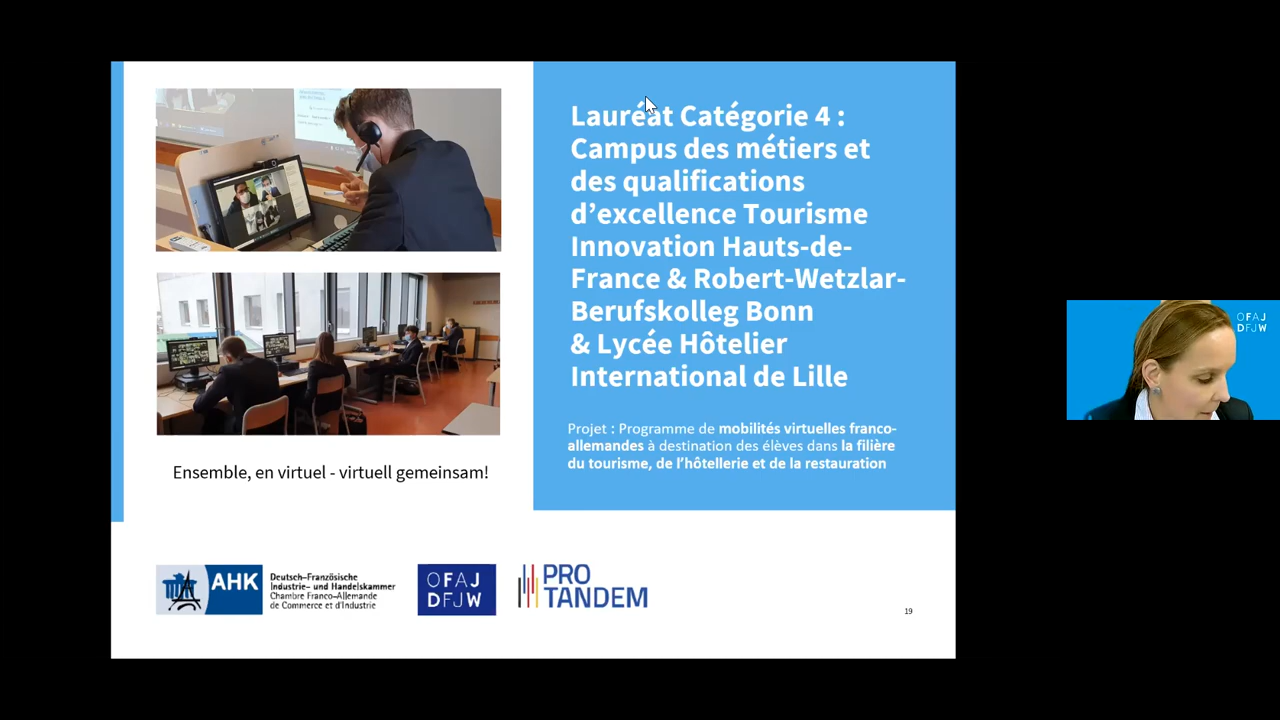 Lauréat Catégorie 4 :
Campus des métiers et
des qualifications
d’excellence Tourisme
Innovation Hauts-de-
France & Robert-Wetzlar-
Berufskolleg Bonn
& Lycée Hôtelier
International de Lille
Projet : Programme de mobilités virtuelles franco-
allemandes à destination des élèves dans la filière
du tourisme, de l’hôtellerie et de la restauration
Ensemble, en virtuel - virtuell gemeinsam!
AHK
Deutsch–Französische
Industrie– und Handelskammer
Chambre Franco–Allemande
de Commerce et d'Industrie
OFAJ
DFJW
PRO
TANDEM
19
OFAJ
DFJW